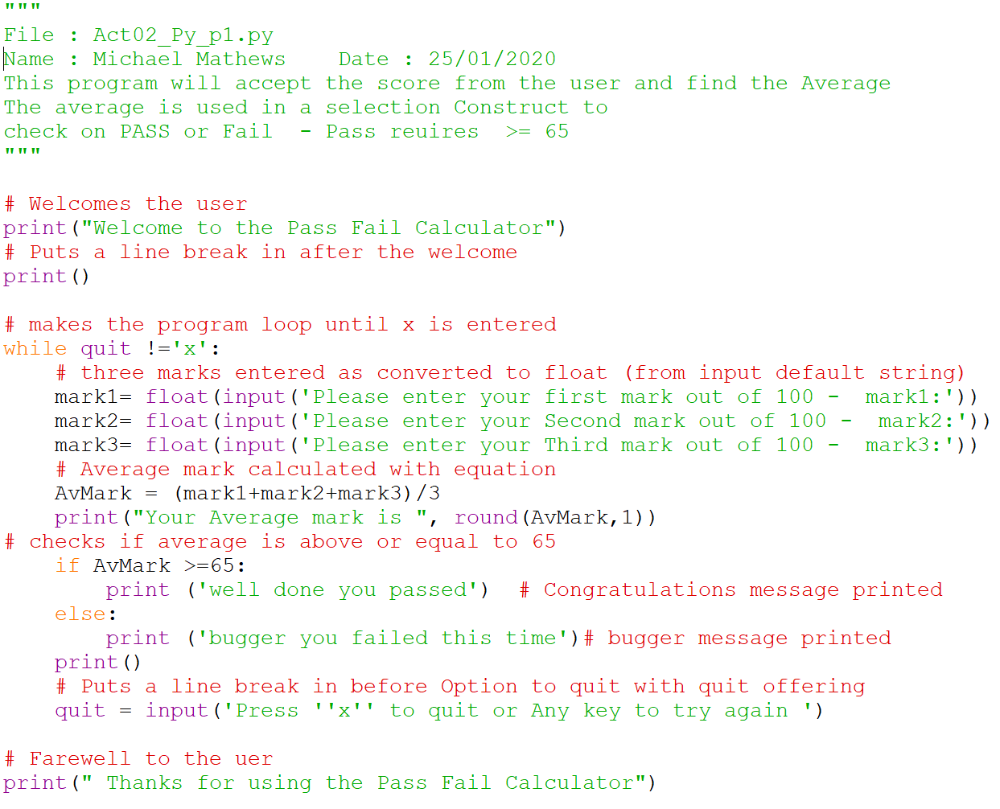 """
File : Act02_Py_p1.py
Name : Michael Mathews    Date : 25/01/2020
This program will accept the score from the user and find the Average
The average is used in a selection Construct to
check on PASS or Fail  - Pass reuires  >= 65
"""

# Welcomes the user
print("Welcome to the Pass Fail Calculator")
# Puts a line break in after the welcome
print()

# makes the program loop until x is entered
while quit !='x':
    # three marks entered as converted to float (from input default string)
    mark1= float(input('Please enter your first mark out of 100 -  mark1:'))
    mark2= float(input('Please enter your Second mark out of 100 -  mark2:'))
    mark3= float(input('Please enter your Third mark out of 100 -  mark3:'))
    # Average mark calculated with equation
    AvMark = (mark1+mark2+mark3)/3
    print("Your Average mark is ", round(AvMark,1))
# checks if average is above or equal to 65
    if AvMark >=65:
        print ('well done you passed')  # Congratulations message printed
    else:
        print ('bugger you failed this time')# bugger message printed
    print()
    # Puts a line break in before Option to quit with quit offering
    quit = input('Press ''x'' to quit or Any key to try again ')

# Farewell to the uer
print(" Thanks for using the Pass Fail Calculator")